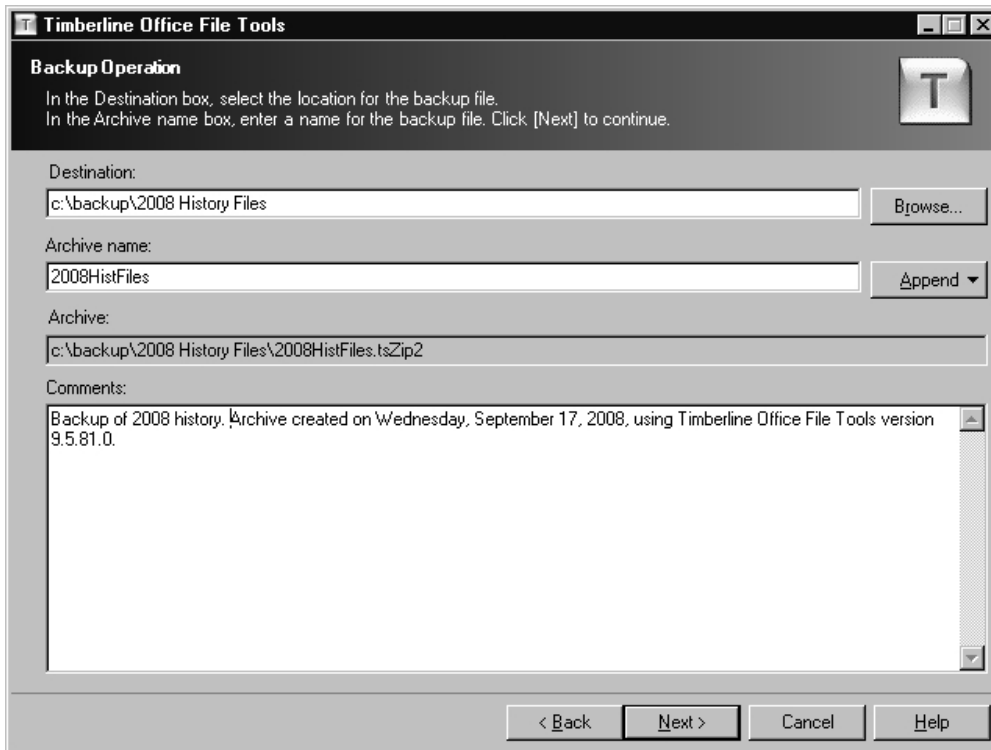 T Timberline Office File Tools
Backup Operation
In the Destination box, select the location for the backup file.
In the Archive name box, enter a name for the backup file. Click [Next] to continue.
T
Destination:
c:\backup\2008 History Files
Browse...
Archive name:
2008HistFiles
Append
Archive:
c:\backup\2008 History Files\2008HistFiles.tsZip2
Comments:
Backup of 2008 history. Archive created on Wednesday, September 17, 2008, using Timberline Office File Tools version
9.5.81.0.
< Back Next > Cancel Help